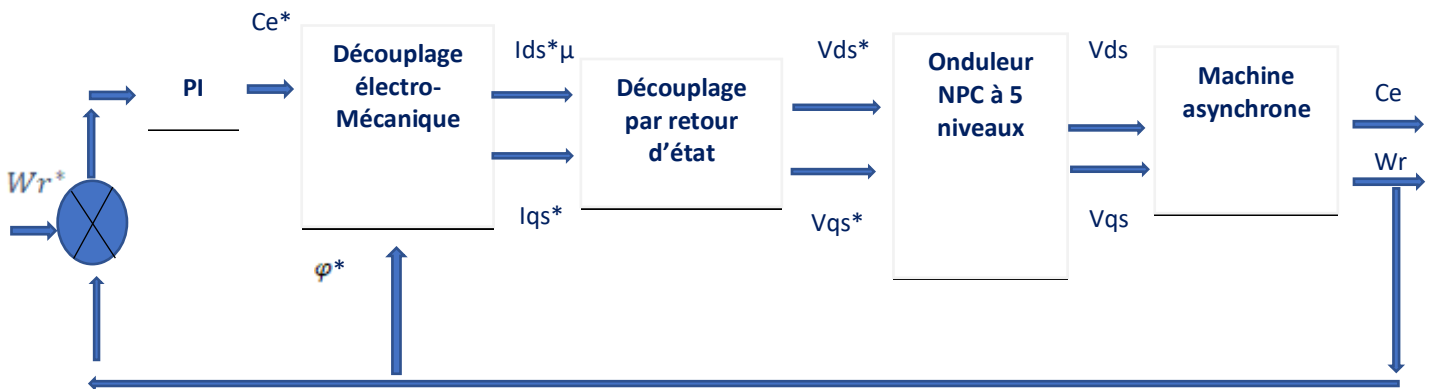 Ce*
Découplage
électro-
Mécanique
Ids*µ
Vds*
Onduleur
NPC à 5
niveaux
Vds
Machine
asynchrone
PI
Découplage
par retour
d'état
Ce
Wr*
Wr
Iqs*
Vqs*
Vqs
φ*